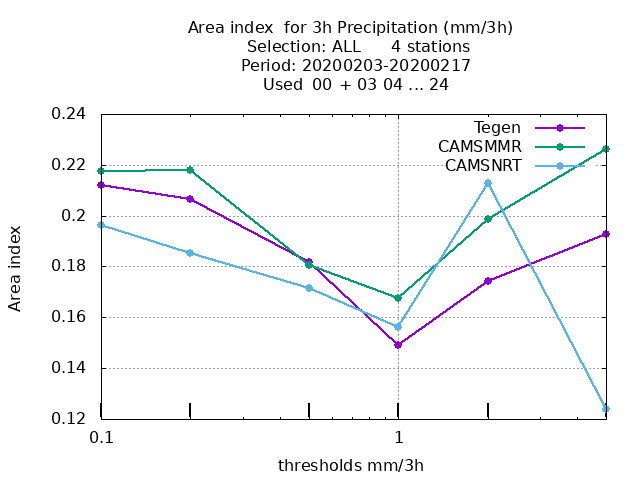 Area index  for 3h Precipitation (mm/3h)
Selection: ALL      4 stations
Period: 20200203-20200217
Used  00 + 03 04 ... 24
Tegen
CAMSMMR
CAMSNRT
0.24
0.22
0.2
0.18
0.16
0.14
0.12
Area index
0.1
1
thresholds mm/3h